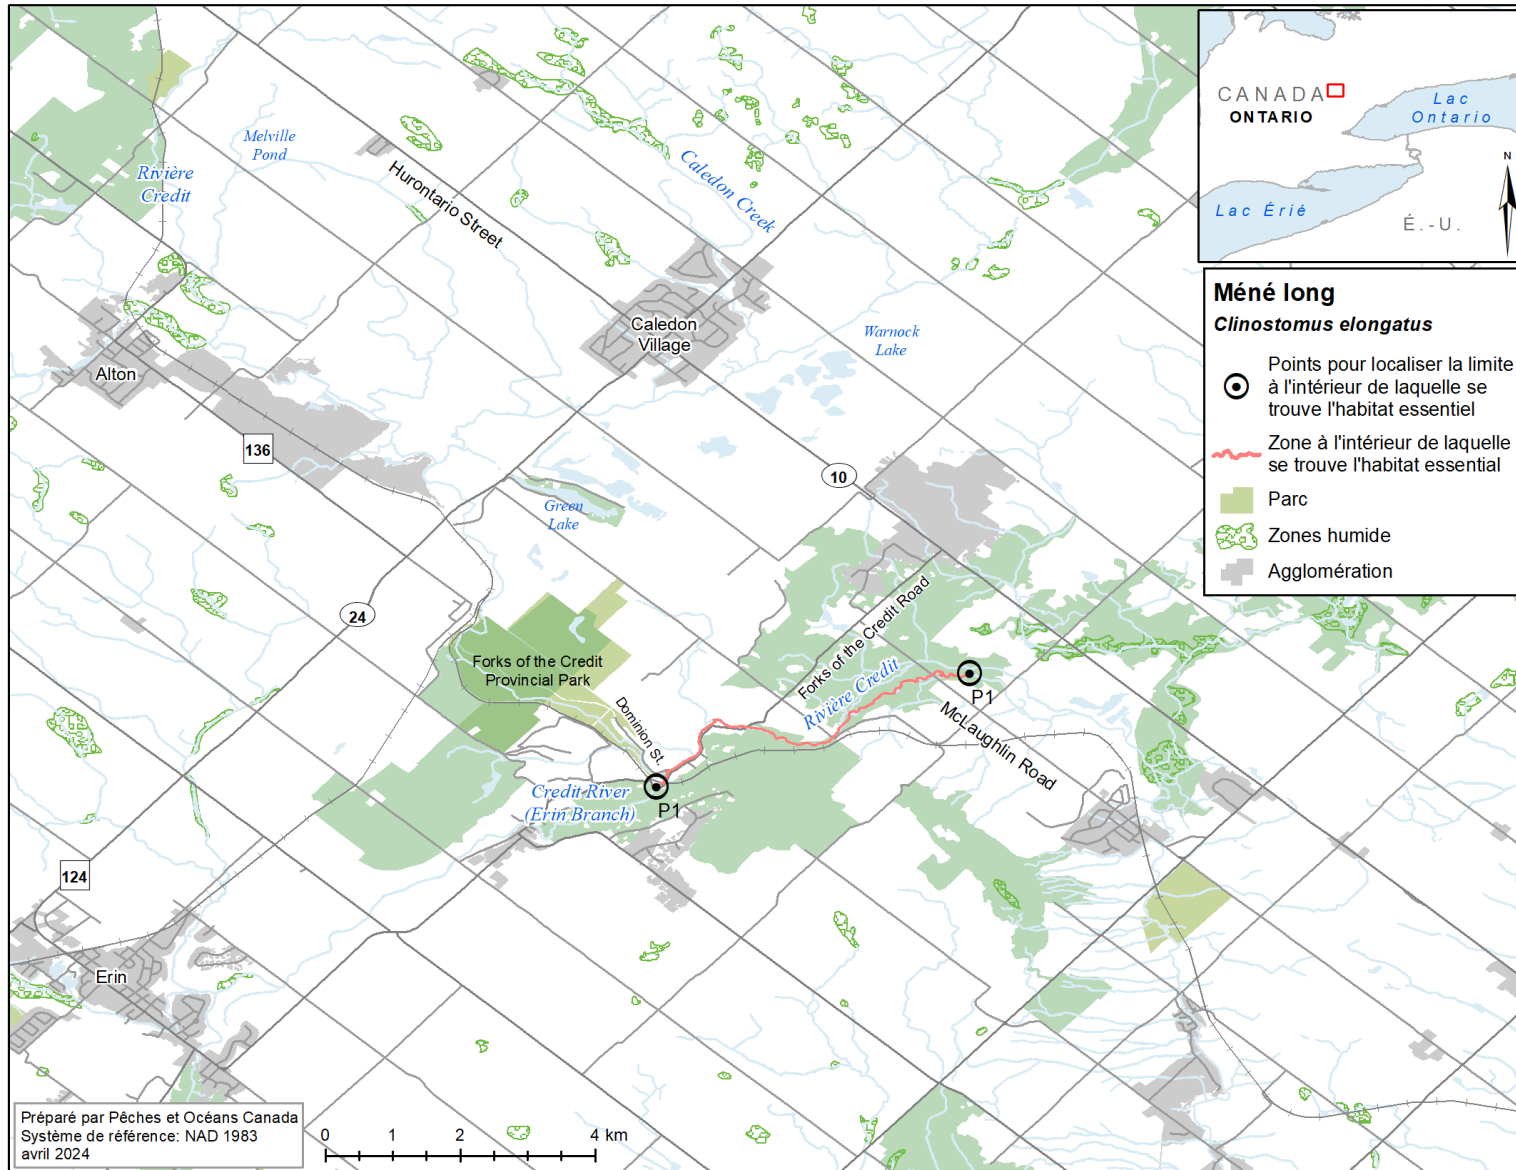 Melville
Pond
Rivière
Credit
Hurontario Street
Caledon Creek
Caledon
Village
Warnock
Lake
Alton
136
10
Green
Lake
24
Forks of the Credit
Provincial Park
Dominion St.
Forks of the Credit Road
Rivière Credit
P1
McLaughlin Road
Credit River
(Erin Branch)
P1
124
Erin
CANADA
ONTARIO
Lac
Ontario
Lac Érié
É.-U.
N
Méné long
Clinostomus elongatus
Points pour localiser la limite
à l'intérieur de laquelle se
trouve l'habitat essentiel
Zone à l'intérieur de laquelle
se trouve l'habitat essential
Parc
Zones humide
Agglomération
Préparé par Pêches et Océans Canada
Système de référence: NAD 1983
avril 2024
0 1 2 4 km